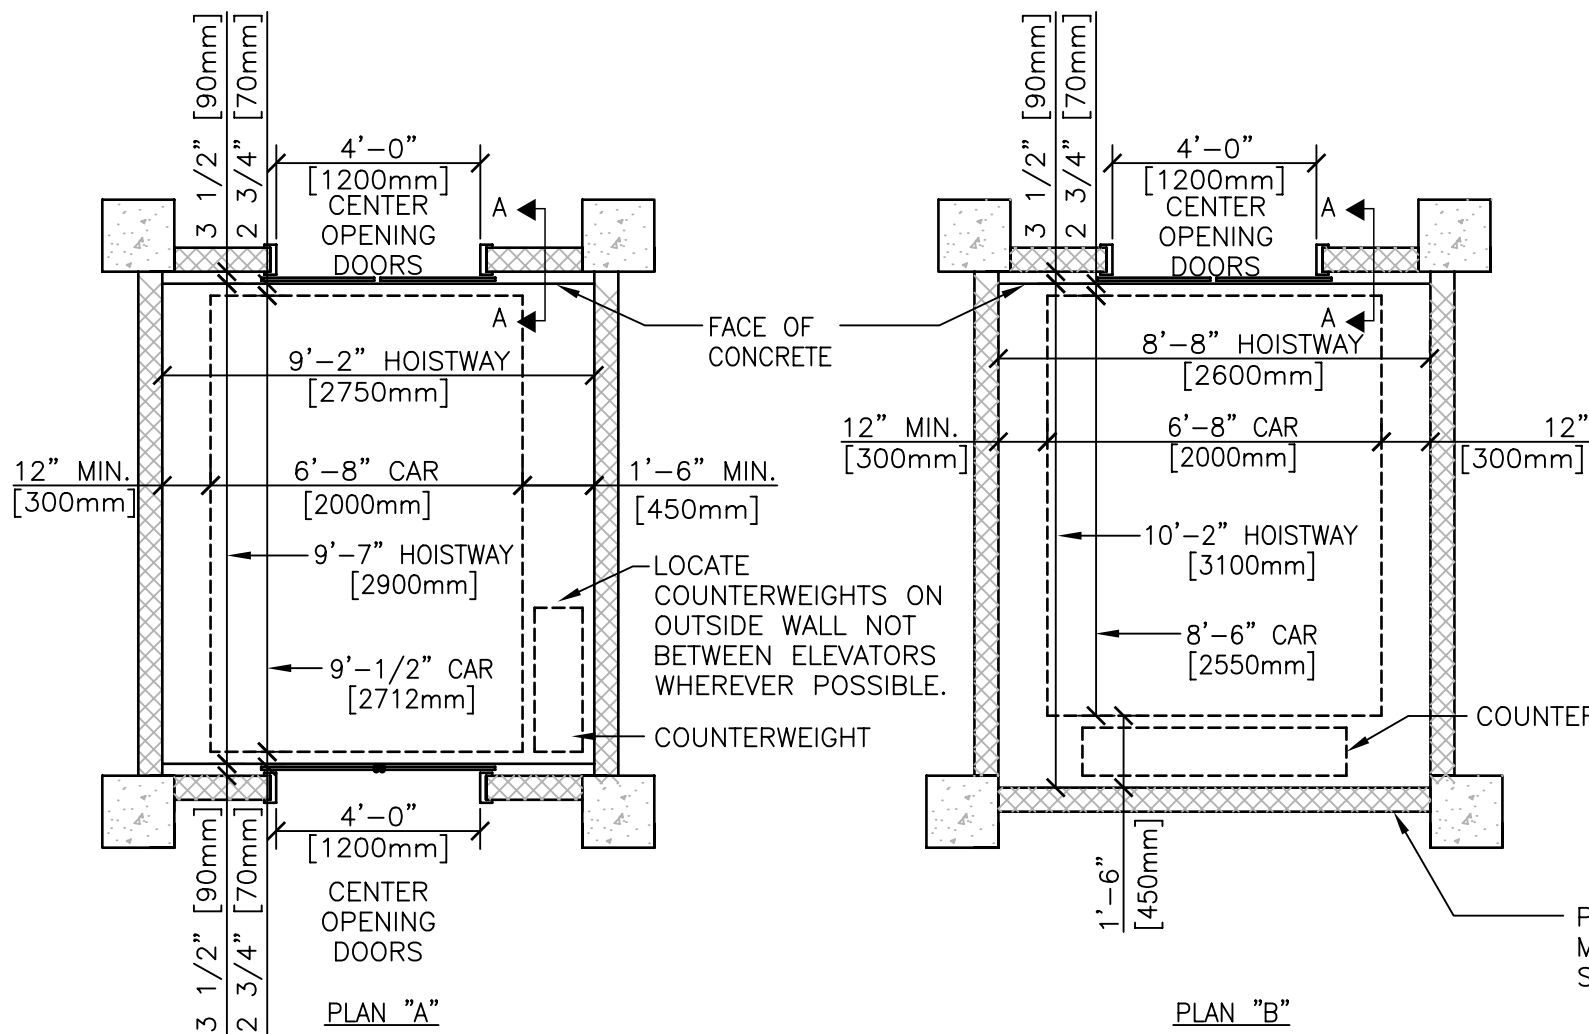 3 1/2” [90mm]
2 3/4” [70mm]
4’-0”
[1200mm]
CENTER
OPENING
DOORS
A
A
9’-2” HOISTWAY
[2750mm]
12” MIN.
[300mm]
6’-8” CAR
[2000mm]
1’-6” MIN.
[450mm]
9’-7” HOISTWAY
[2900mm]
9’-1/2” CAR
[2712mm]
LOCATE
COUNTERWEIGHTS ON
OUTSIDE WALL NOT
BETWEEN ELEVATORS
WHEREVER POSSIBLE.
COUNTERWEIGHT
4’-0”
[1200mm]
CENTER
OPENING
DOORS
3 1/2” [90mm]
2 3/4” [70mm]
PLAN ”A”
FACE OF
CONCRETE
3 1/2” [90mm]
2 3/4” [70mm]
4’-0”
[1200mm]
CENTER
OPENING
DOORS
A
A
8’-8” HOISTWAY
[2600mm]
12” MIN.
[300mm]
6’-8” CAR
[2000mm]
12”
[300mm]
10’-2” HOISTWAY
[3100mm]
8’-6” CAR
[2550mm]
1’-6”
[450mm]
PLAN ”B”